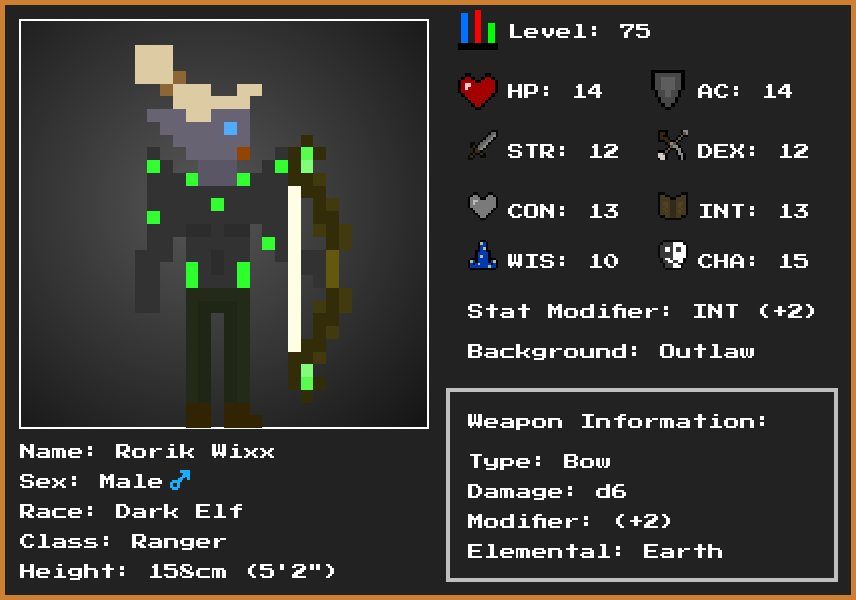 Level: 75
HP: 14 AC: 14
STR: 12 DEX: 12
CON: 13 INT: 13
WIS: 10 CHA: 15
Stat Modifier: INT (+2)
Background: Outlaw
Weapon Information:
Type: Bow
Damage: d6
Modifier: (+2)
Elemental: Earth
Name: Rorik Wixx
Sex: Male ♂
Race: Dark Elf
Class: Ranger
Height: 158cm (5'2")